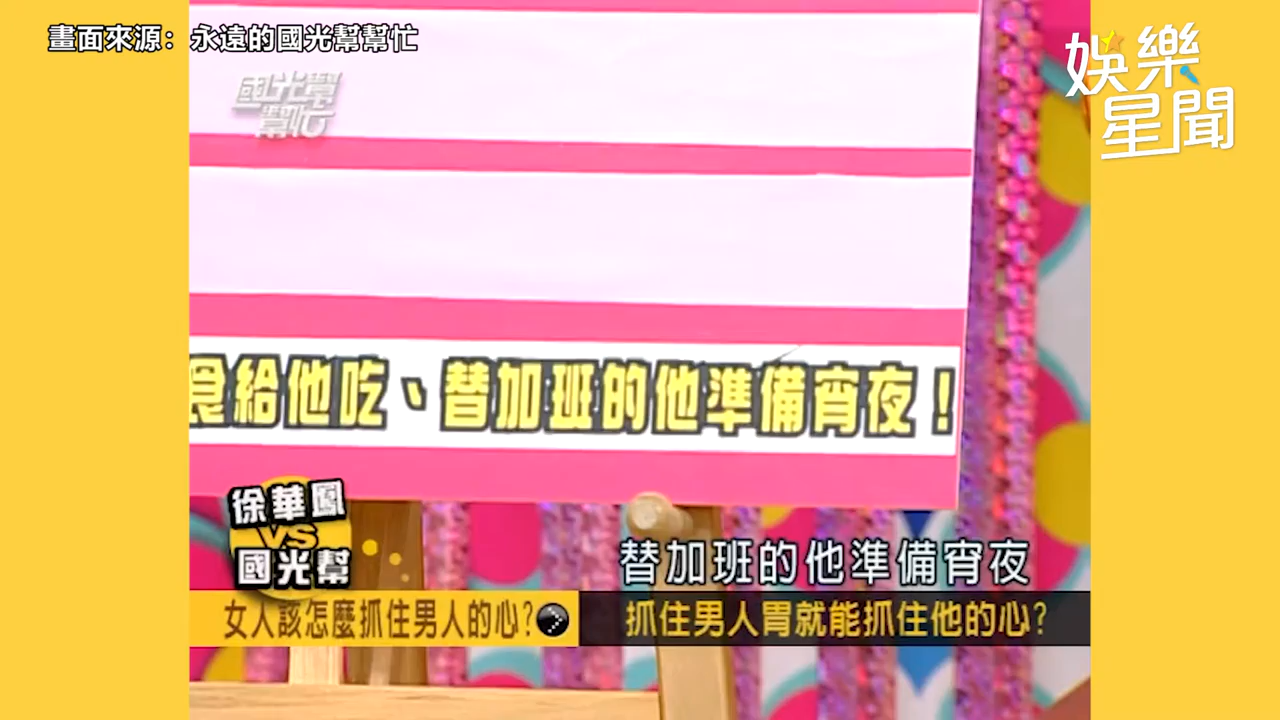 畫面來源：永遠的國光幫幫忙
娛樂
星聞
國光幫
幫忙
食給他吃、替加班的他準備宵夜！
徐華鳳
VS
國光幫
替加班的他準備宵夜
女人該怎麼抓住男人的心?
抓住男人胃就能抓住他的心?